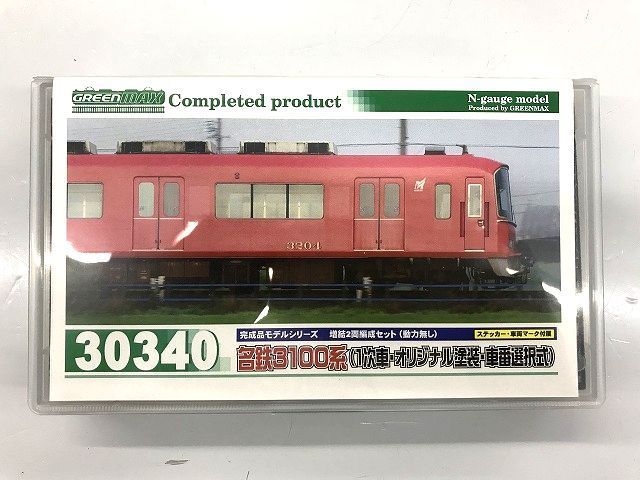 GREENMAX Completed product
N-gauge model
Produced by GREENMAX
8
3204
30340
完成品モデルシリーズ 増結2両編成セット(動力無し)
ステッカー・車両マーク付属
名鉄3100系(1次車・オリジナル塗装・車番選択式)